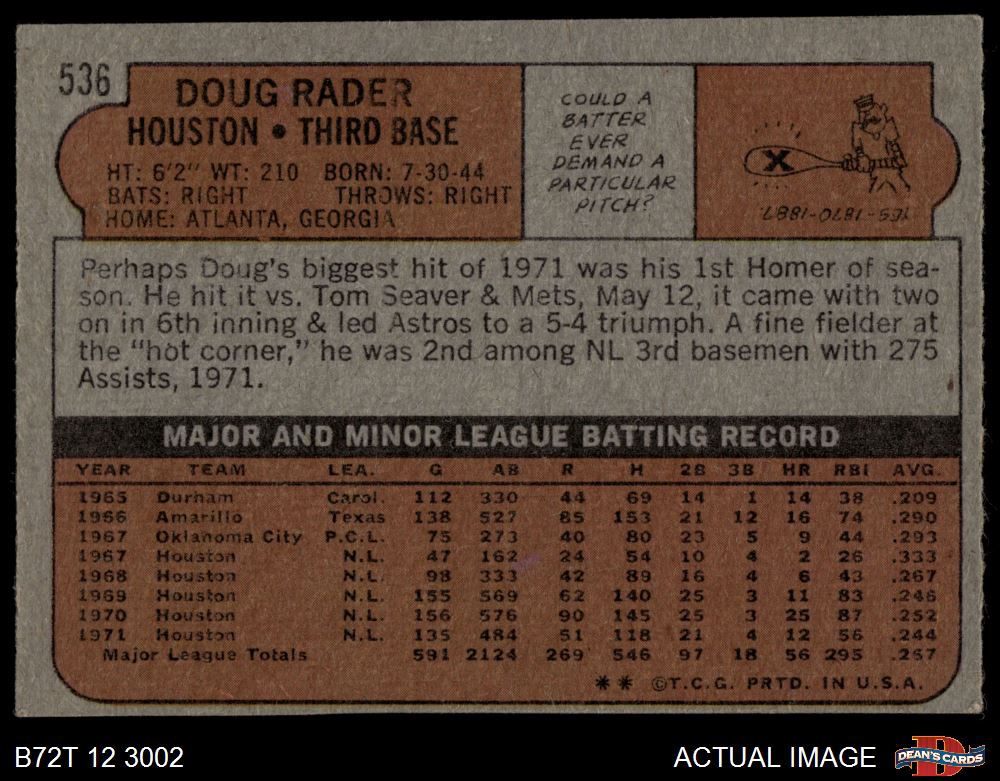 536
DOUG RADER
HOUSTON • THIRD BASE
HT: 6'2" WT: 210 BORN: 7-30-44
BATS: RIGHT THROWS: RIGHT
HOME: ATLANTA, GEORGIA
COULD A
BATTER
EVER
DEMAND A
PARTICULAR
PITCH?
X
YES-1870-1887
Perhaps Doug's biggest hit of 1971 was his 1st Homer of sea-
son. He hit it vs. Tom Seaver & Mets, May 12, it came with two
on in 6th inning & led Astros to a 5-4 triumph. A fine fielder at
the "hot corner," he was 2nd among NL 3rd basemen with 275
Assists, 1971.
MAJOR AND MINOR LEAGUE BATTING RECORD
YEAR TEAM LEA. G AB R H 2B 3B HR RBI AVG.
1965 Durham Carol. 112 330 44 69 14 1 14 38 .209
1966 Amarillo Texas 138 527 85 153 21 12 16 74 .290
1967 Oklahoma City P.C.L. 75 273 40 80 23 5 9 44 .293
1967 Houston N.L. 47 162 24 54 10 4 2 26 .333
1968 Houston N.L. 98 333 42 89 16 4 6 43 .267
1969 Houston N.L. 155 569 62 140 25 3 11 83 .246
1970 Houston N.L. 156 576 90 145 25 3 25 87 .252
1971 Houston N.L. 135 484 51 118 21 4 12 56 .244
Major League Totals 591 2124 269 546 97 18 56 295 .257
** ©T.C.G. PRTD. IN U.S.A.
B72T 12 3002
ACTUAL IMAGE
D
DEAN'S CARDS